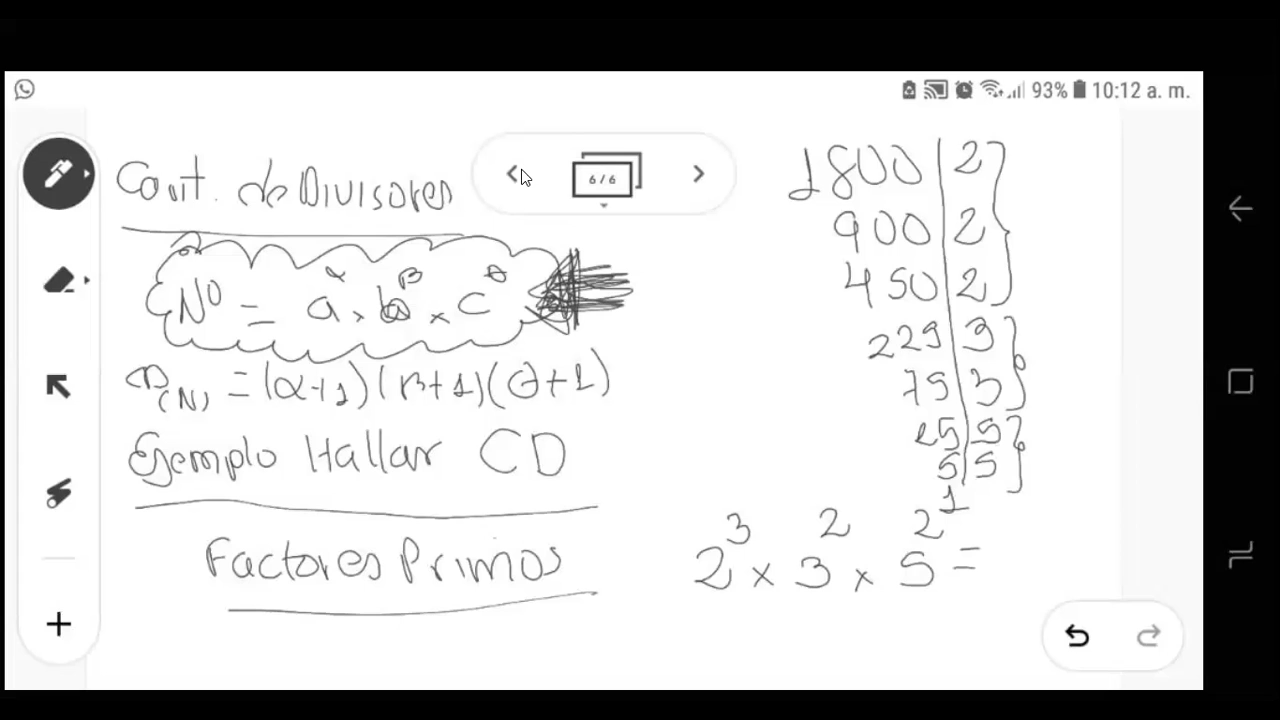 93% 10:12 a. m.
Cant. de Divisores
6/6
Nº = a^α × b^β × c^θ
CD(N) = (α+1)(β+1)(θ+1)
Ejemplo Hallar CD
Factores Primos
1800 | 2
900 | 2
450 | 2
225 | 3
75 | 3
25 | 5
5 | 5
1
2^3 × 3^2 × 5^2 =